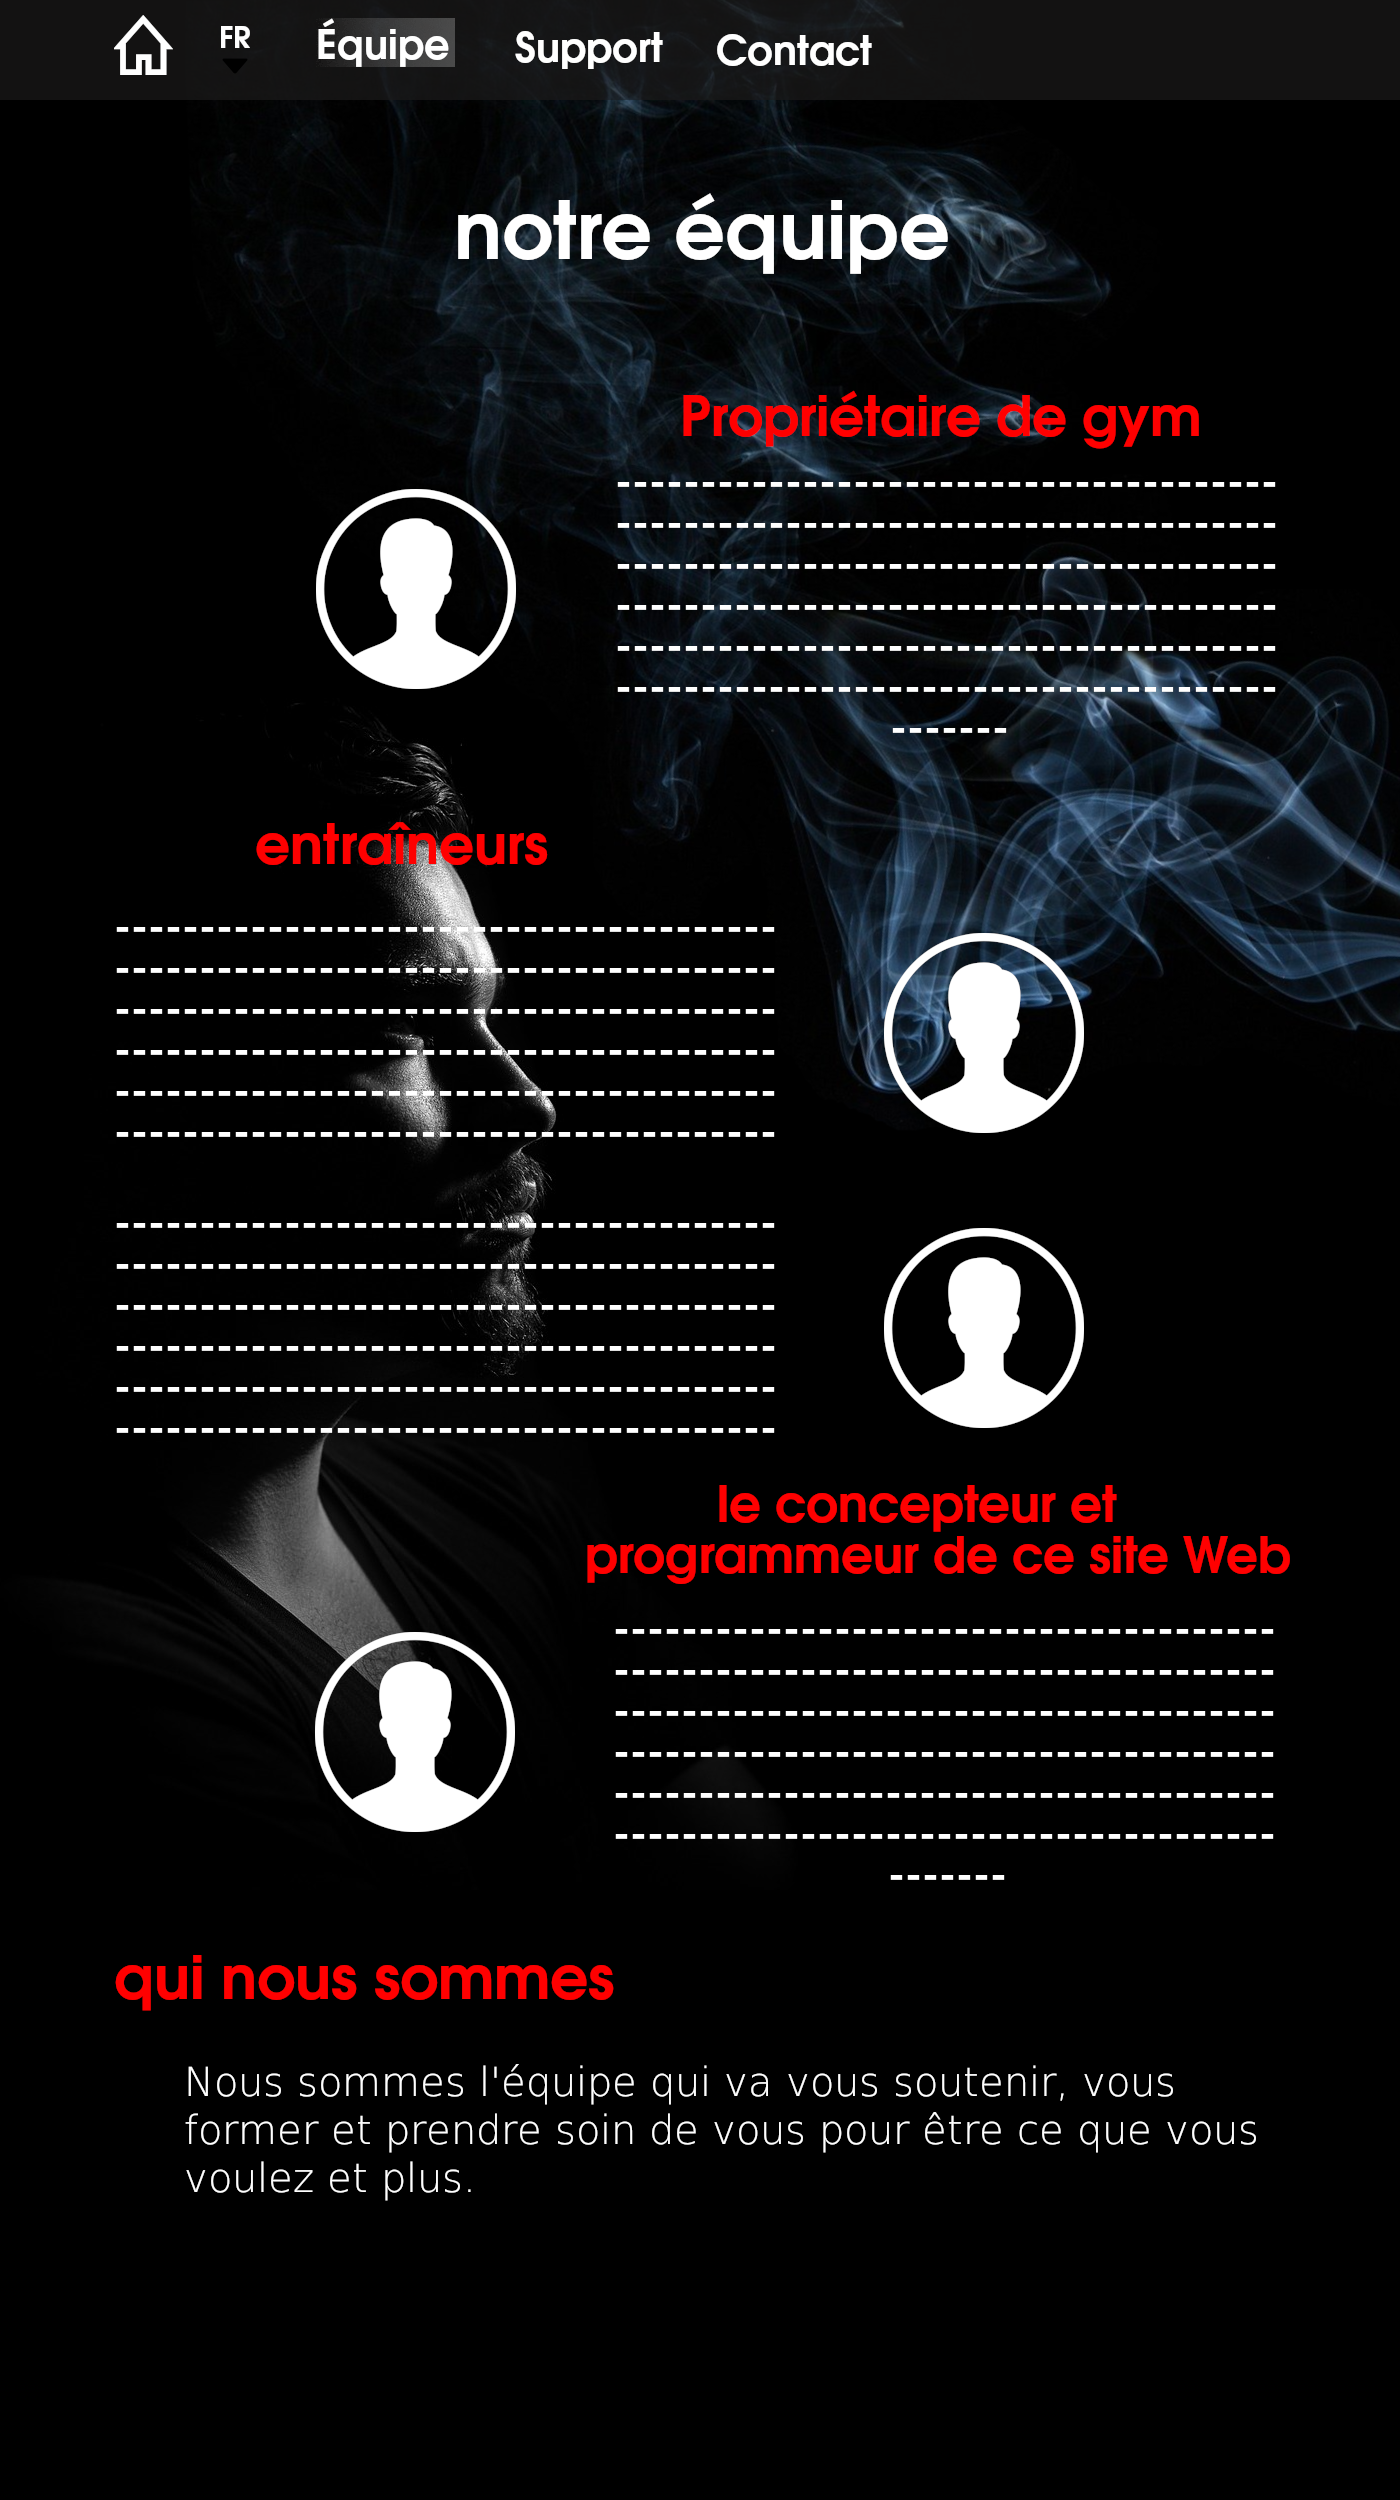 FR Équipe Support Contact
notre équipe
Propriétaire de gym
---------------------------------------
---------------------------------------
---------------------------------------
---------------------------------------
---------------------------------------
---------------------------------------
-------
entraîneurs
---------------------------------------
---------------------------------------
---------------------------------------
---------------------------------------
---------------------------------------
---------------------------------------
---------------------------------------
---------------------------------------
---------------------------------------
---------------------------------------
---------------------------------------
---------------------------------------
le concepteur et
programmeur de ce site Web
---------------------------------------
---------------------------------------
---------------------------------------
---------------------------------------
---------------------------------------
---------------------------------------
-------
qui nous sommes
Nous sommes l'équipe qui va vous soutenir, vous
former et prendre soin de vous pour être ce que vous
voulez et plus.